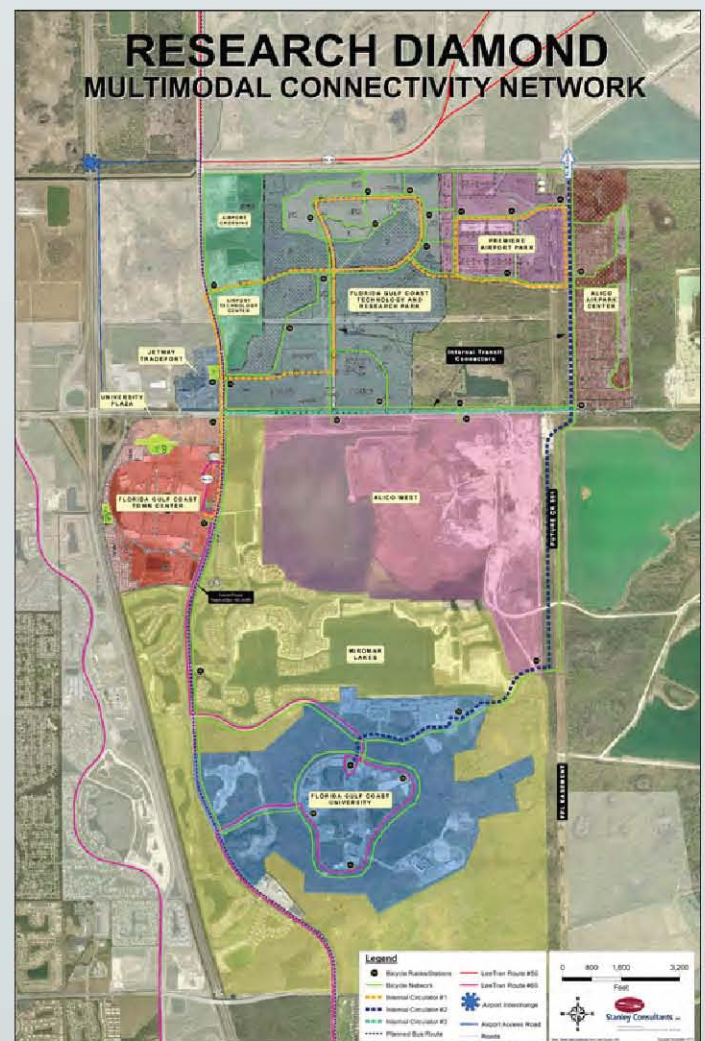 RESEARCH DIAMOND
MULTIMODAL CONNECTIVITY NETWORK
AIRPORT
CROSSING
PREMIERE
AIRPORT PARK
AIRPORT
TECHNOLOGY
CENTER
FLORIDA GULF COAST
TECHNOLOGY AND
RESEARCH PARK
ALICO
AIRPARK
CENTER
JETWAY
TRADEPORT
Internal Transit
Connectors
UNIVERSITY
PLAZA
FLORIDA GULF COAST
TOWN CENTER
ALICO WEST
FUTURE CR 951
MIROMAR
LAKES
FLORIDA GULF COAST
UNIVERSITY
FPL EASEMENT
Legend
Bicycle Racks/Stations
Bicycle Network
Internal Circulator #1
Internal Circulator #2
Internal Circulator #3
Planned Bus Route
LeeTran Route #50
LeeTran Route #60
Airport Interchange
Airport Access Road
Roads
0 800 1,600 3,200
Feet
Stanley Consultants